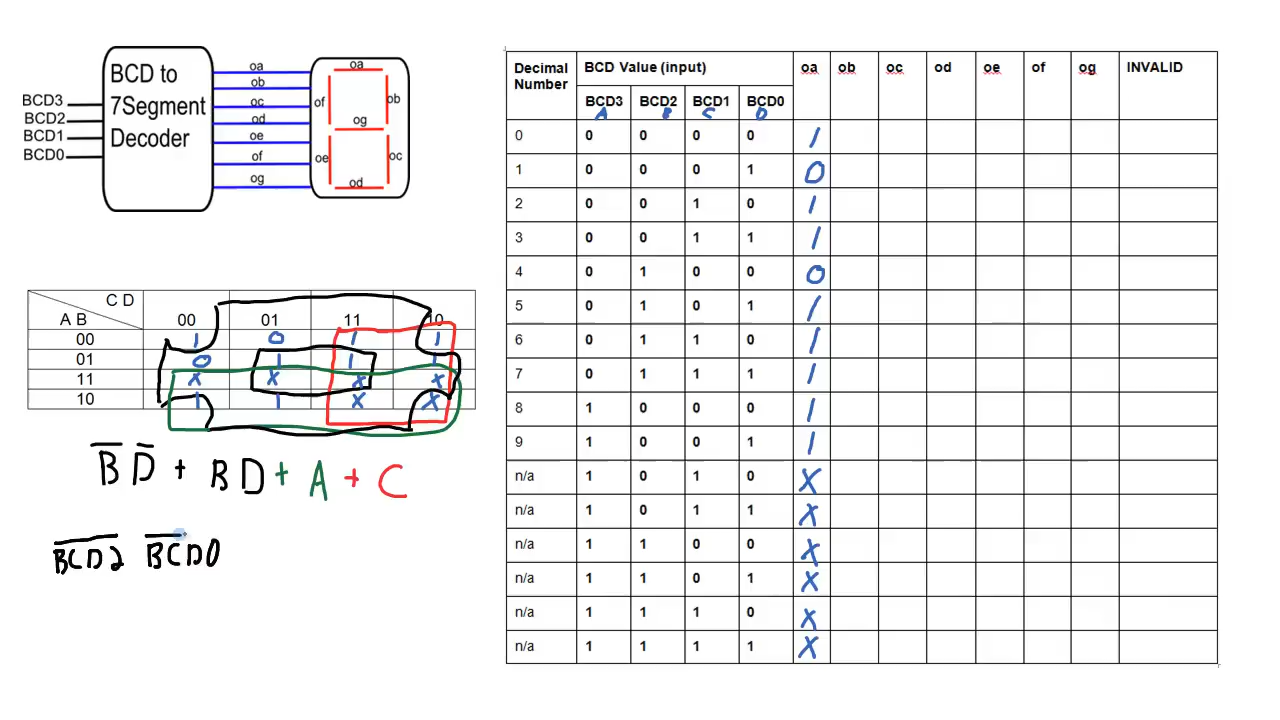 BCD to
7Segment
Decoder
BCD3
BCD2
BCD1
BCD0
oa
ob
oc
od
oe
of
og
oa
of
ob
og
oe
oc
od
C D
A B
00 01 11 10
00 1 0 1 1
01 0 1 1 1
11 X X X X
10 1 1 X X
B̅ D̅ + B D + A + C
B̅C̅D̅2̅ B̅C̅D̅0
Decimal Number BCD Value (input) oa ob oc od oe of og INVALID
BCD3 BCD2 BCD1 BCD0
A B C D
0 0 0 0 0 1
1 0 0 0 1 0
2 0 0 1 0 1
3 0 0 1 1 1
4 0 1 0 0 0
5 0 1 0 1 1
6 0 1 1 0 1
7 0 1 1 1 1
8 1 0 0 0 1
9 1 0 0 1 1
n/a 1 0 1 0 X
n/a 1 0 1 1 X
n/a 1 1 0 0 X
n/a 1 1 0 1 X
n/a 1 1 1 0 X
n/a 1 1 1 1 X